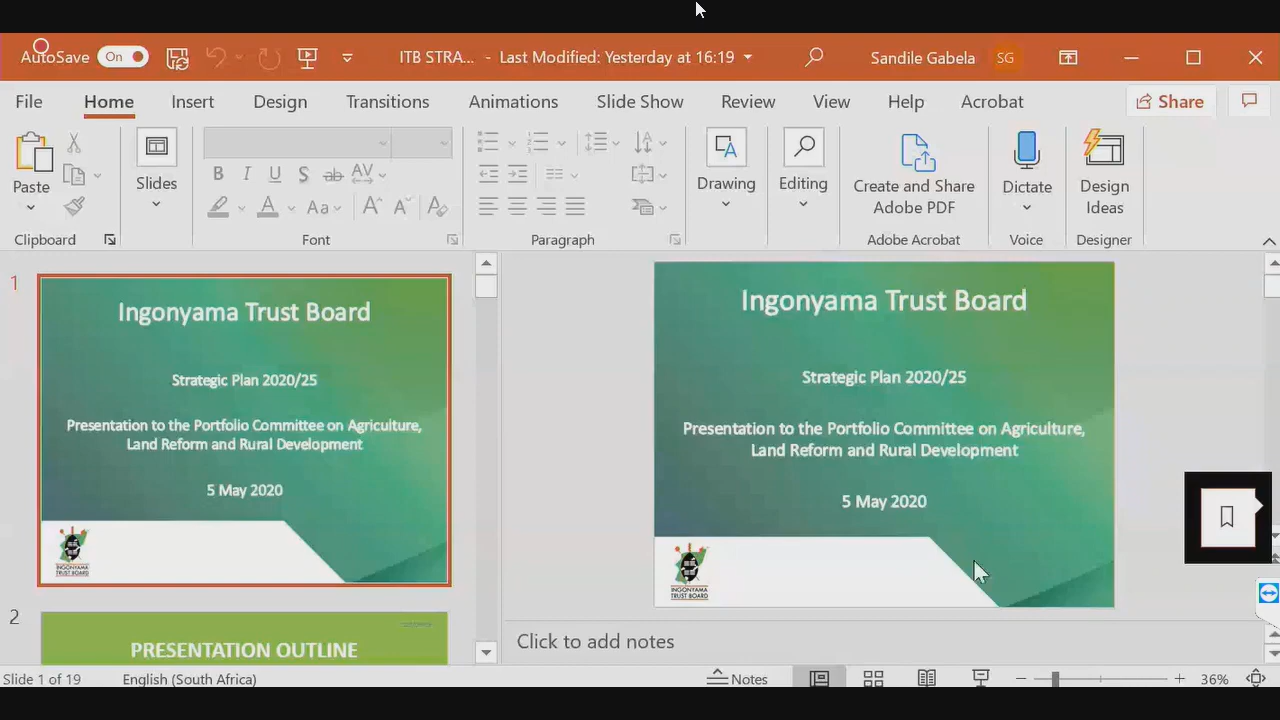 AutoSave On ITB STRA... - Last Modified: Yesterday at 16:19 Sandile Gabela SG
File Home Insert Design Transitions Animations Slide Show Review View Help Acrobat Share
Paste
Slides
B I U S ab AV
Aa A A
Drawing
Editing
Create and Share
Adobe PDF
Dictate
Design
Ideas
Clipboard Font Paragraph Adobe Acrobat Voice Designer
1
Ingonyama Trust Board
Strategic Plan 2020/25
Presentation to the Portfolio Committee on Agriculture,
Land Reform and Rural Development
5 May 2020
INGONYAMA
TRUST BOARD
2
PRESENTATION OUTLINE
Ingonyama Trust Board
Strategic Plan 2020/25
Presentation to the Portfolio Committee on Agriculture,
Land Reform and Rural Development
5 May 2020
INGONYAMA
TRUST BOARD
Click to add notes
Slide 1 of 19 English (South Africa) Notes 36%